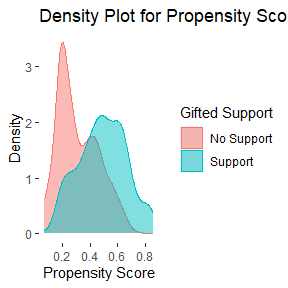 Density Plot for Propensity Sco
3
2
1
0
Density
0.2 0.4 0.6 0.8
Propensity Score
Gifted Support
No Support
Support